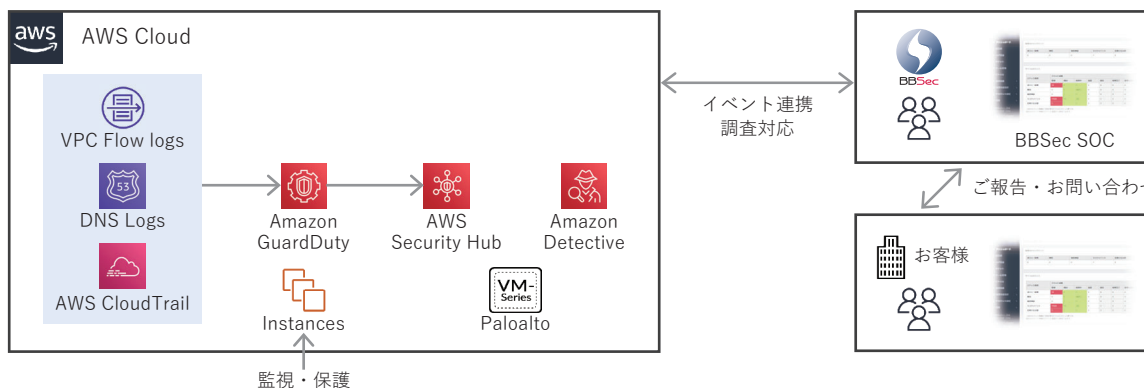 aws
AWS Cloud
VPC Flow logs
53
DNS Logs
AWS CloudTrail
Amazon
GuardDuty
AWS
Security Hub
Amazon
Detective
Instances
VM-
Series
Paloalto
監視・保護
イベント連携
調査対応
BBSec
BBSec SOC
ご報告・お問い合わ
お客様